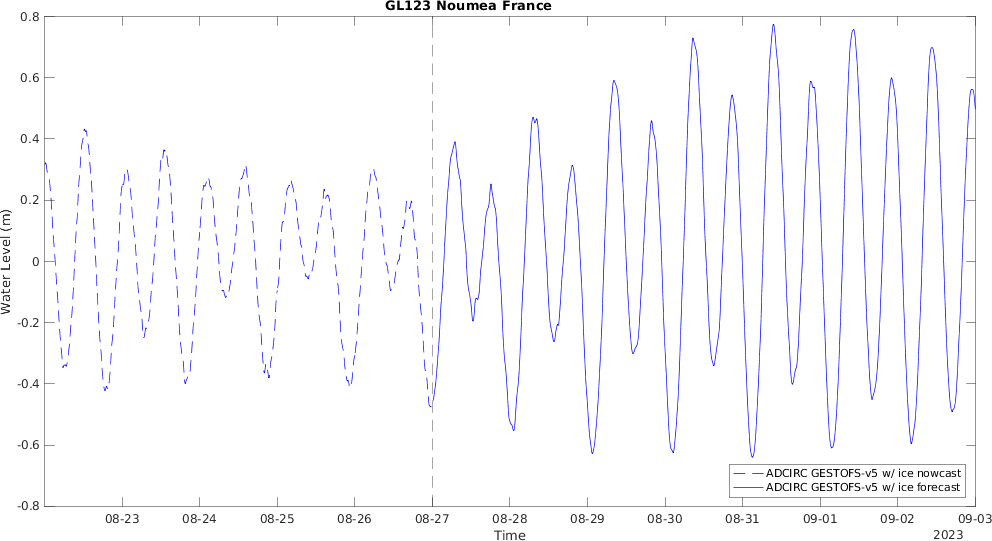 GL123 Noumea France
Water Level (m)
0.8
0.6
0.4
0.2
0
-0.2
-0.4
-0.6
-0.8
08-23 08-24 08-25 08-26 08-27 08-28 08-29 08-30 08-31 09-01 09-02 09-03
Time
2023
ADCIRC GESTOFS-v5 w/ ice nowcast
ADCIRC GESTOFS-v5 w/ ice forecast